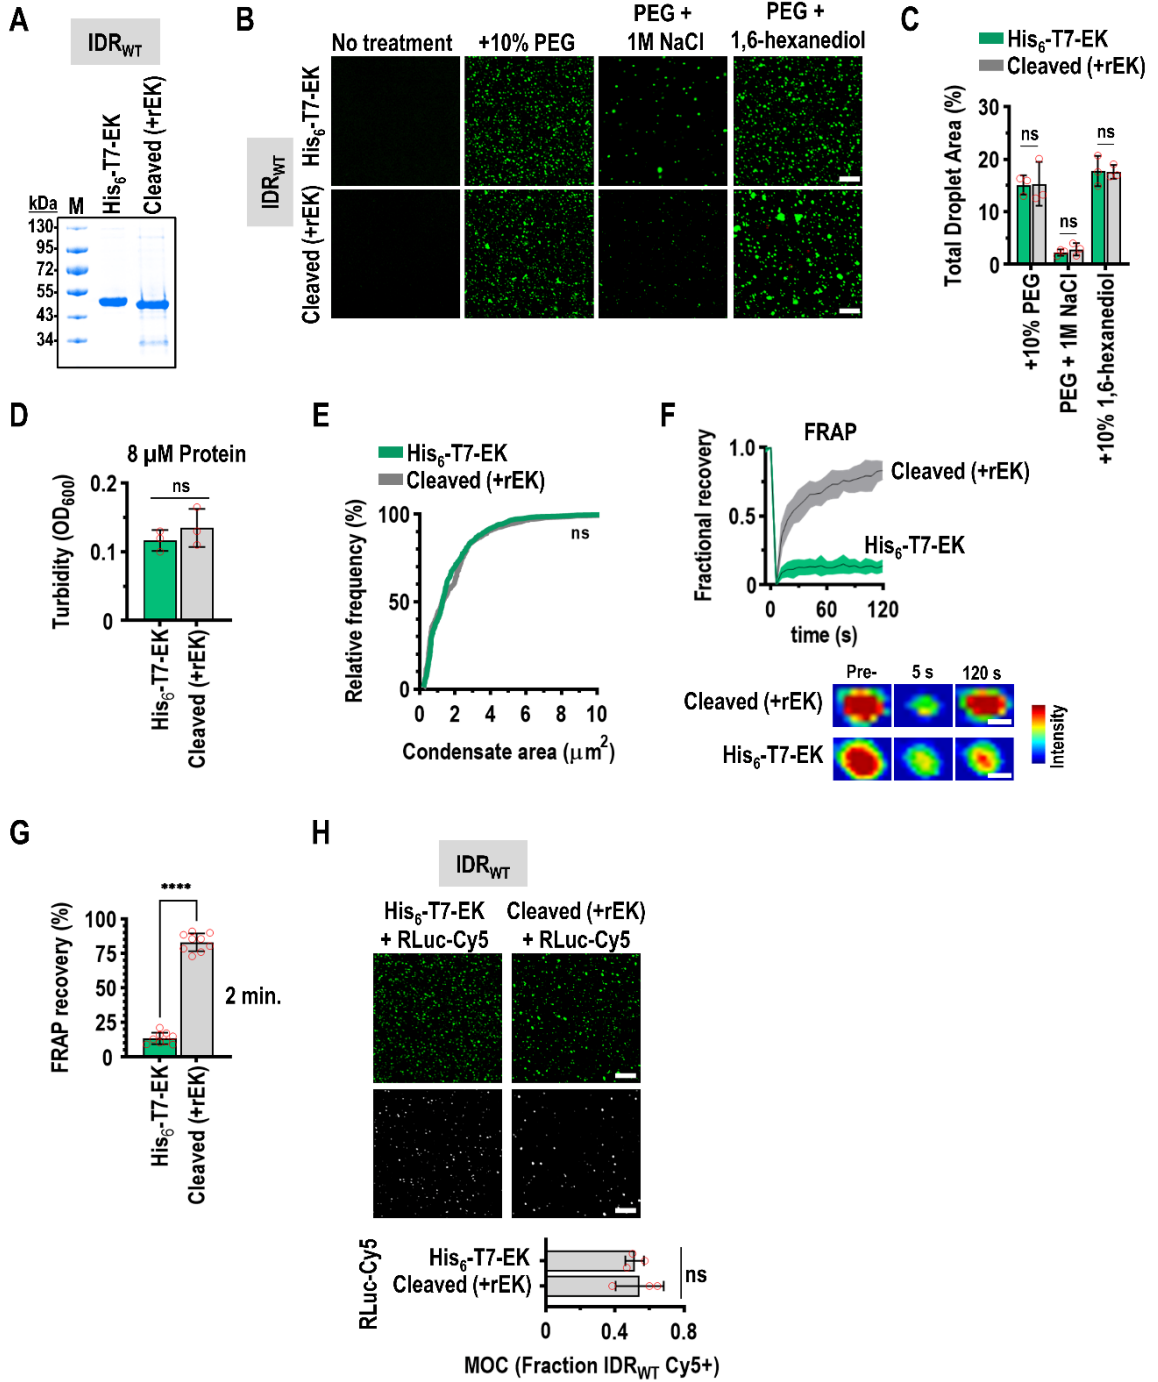 A
IDRWT
kDa
M
His6-T7-EK
Cleaved (+rEK)
130
95
72
55
43
34
B
No treatment
+10% PEG
PEG +
1M NaCl
PEG +
1,6-hexanediol
IDRWT
His6-T7-EK
Cleaved (+rEK)
C
His6-T7-EK
Cleaved (+rEK)
Total Droplet Area (%)
30
20
10
0
ns
ns
ns
+10% PEG
PEG + 1M NaCl
+10% 1,6-hexanediol
D
8 µM Protein
Turbidity (OD600)
0.2
0.1
0
ns
His6-T7-EK
Cleaved (+rEK)
E
His6-T7-EK
Cleaved (+rEK)
Relative frequency (%)
100
50
0
ns
0 2 4 6 8 10
Condensate area (µm2)
F
FRAP
Fractional recovery
1.0
0.5
0
Cleaved (+rEK)
His6-T7-EK
0 60 120
time (s)
Pre- 5 s 120 s
Cleaved (+rEK)
His6-T7-EK
Intensity
G
FRAP recovery (%)
100
75
50
25
0
****
2 min.
His6-T7-EK
Cleaved (+rEK)
H
IDRWT
His6-T7-EK
+ RLuc-Cy5
Cleaved (+rEK)
+ RLuc-Cy5
RLuc-Cy5
His6-T7-EK
Cleaved (+rEK)
ns
0 0.4 0.8
MOC (Fraction IDRWT Cy5+)